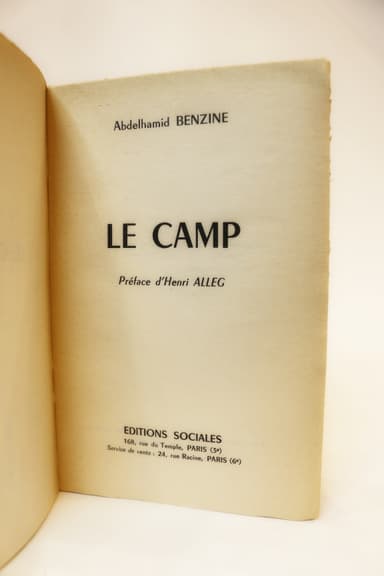 Abdelhamid BENZINE
LE CAMP
Préface d'Henri ALLEG
EDITIONS SOCIALES
168, rue du Temple, PARIS (3e)
Service de vente : 24, rue Racine, PARIS (6e)